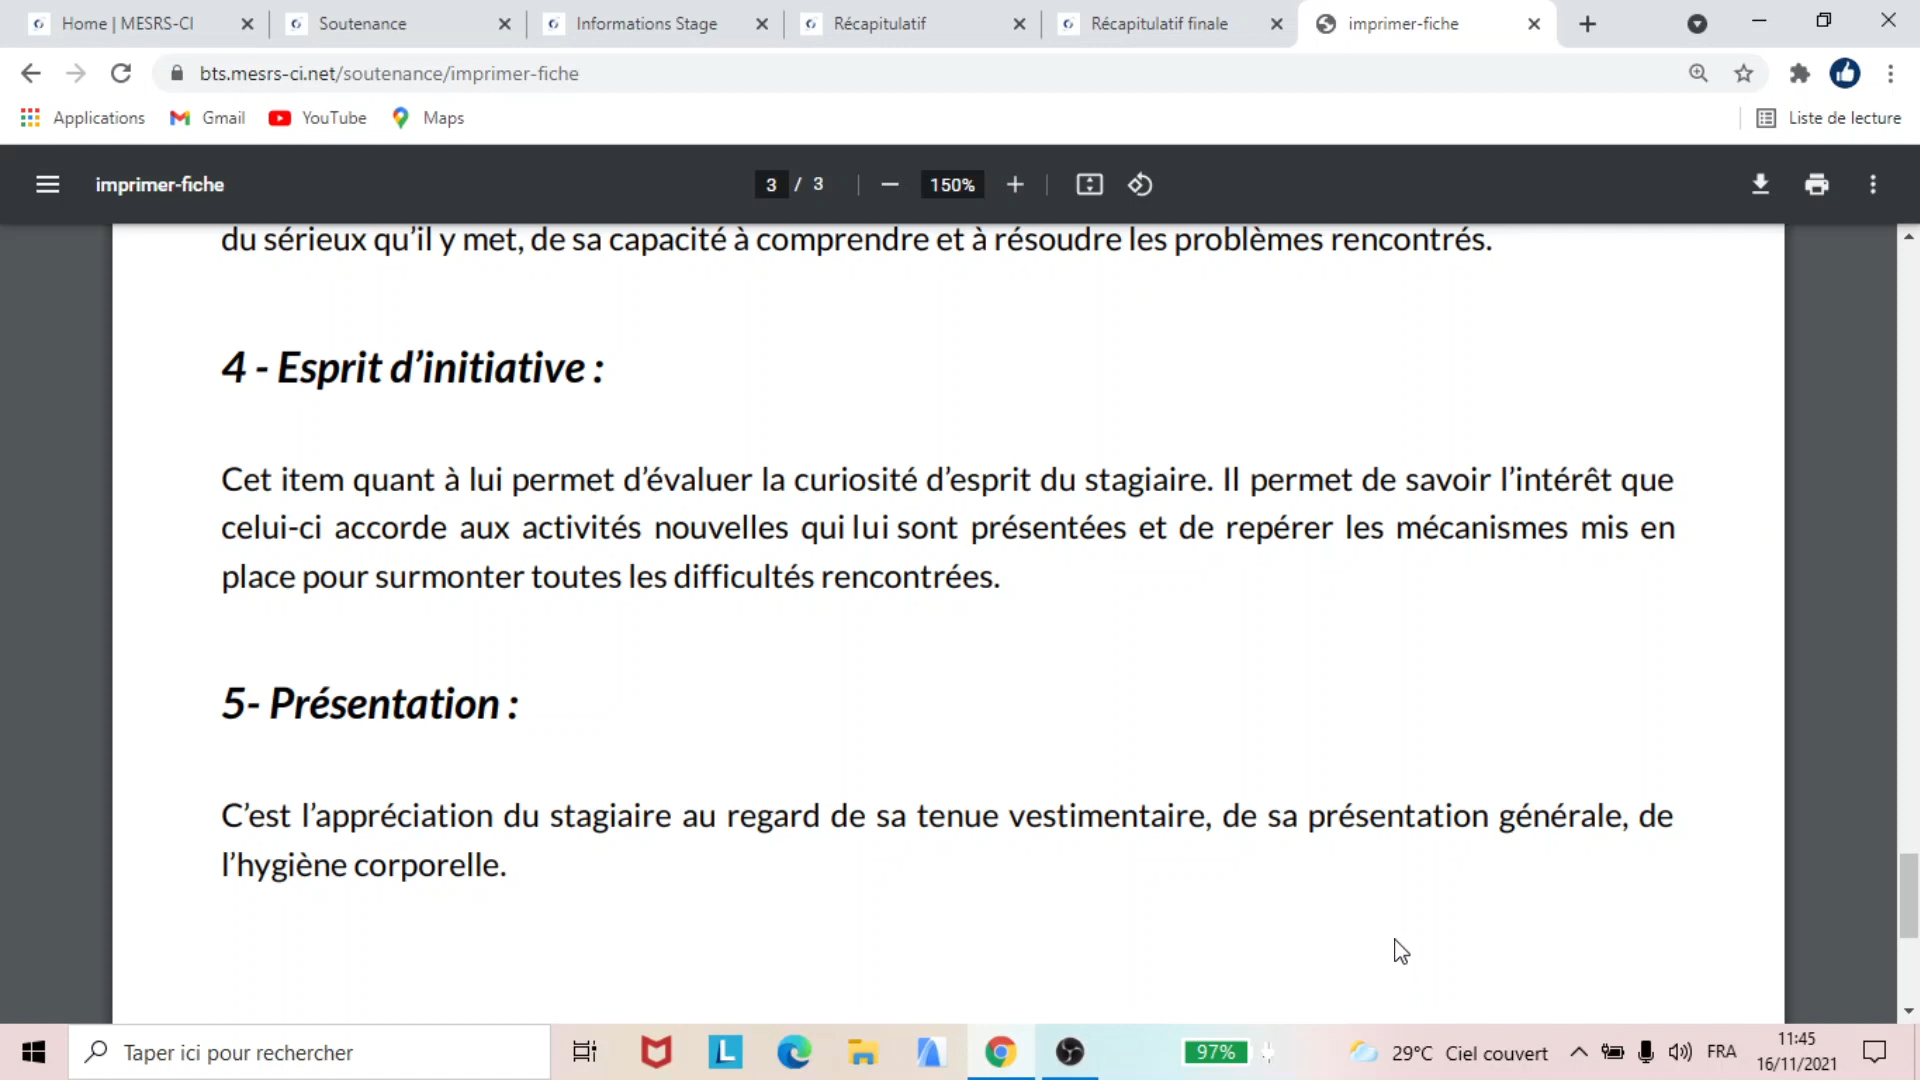 Home | MESRS-CI
Soutenance
Informations Stage
Récapitulatif
Récapitulatif finale
imprimer-fiche
bts.mesrs-ci.net/soutenance/imprimer-fiche
Applications
Gmail
YouTube
Maps
Liste de lecture
imprimer-fiche
3 / 3
150%
du sérieux qu’il y met, de sa capacité à comprendre et à résoudre les problèmes rencontrés.
4 - Esprit d’initiative :
Cet item quant à lui permet d’évaluer la curiosité d’esprit du stagiaire. Il permet de savoir l’intérêt que
celui-ci accorde aux activités nouvelles qui lui sont présentées et de repérer les mécanismes mis en
place pour surmonter toutes les difficultés rencontrées.
5- Présentation :
C’est l’appréciation du stagiaire au regard de sa tenue vestimentaire, de sa présentation générale, de
l’hygiène corporelle.
Taper ici pour rechercher
L
97%
29°C Ciel couvert
FRA
11:45
16/11/2021